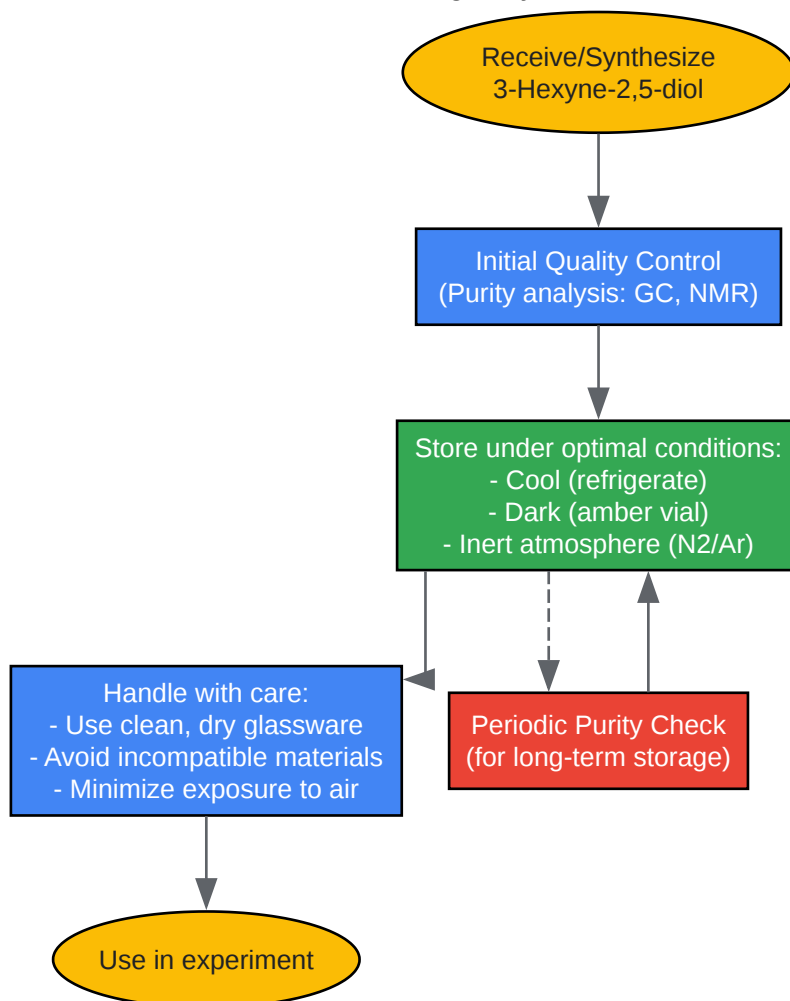 Receive/Synthesize
3-Hexyne-2,5-diol
Initial Quality Control
(Purity analysis: GC, NMR)
Store under optimal conditions:
- Cool (refrigerate)
- Dark (amber vial)
- Inert atmosphere (N2/Ar)
Handle with care:
- Use clean, dry glassware
- Avoid incompatible materials
- Minimize exposure to air
Periodic Purity Check
(for long-term storage)
Use in experiment